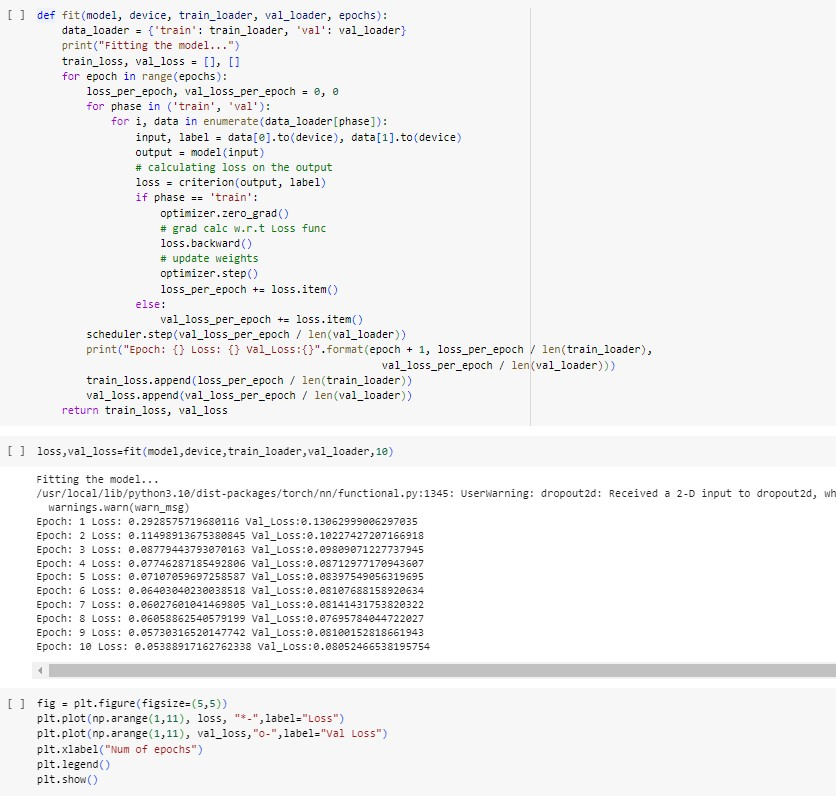 [ ] def fit(model, device, train_loader, val_loader, epochs):
data_loader = {'train': train_loader, 'val': val_loader}
print("Fitting the model...")
train_loss, val_loss = [], []
for epoch in range(epochs):
loss_per_epoch, val_loss_per_epoch = 0, 0
for phase in ('train', 'val'):
for i, data in enumerate(data_loader[phase]):
input, label = data[0].to(device), data[1].to(device)
output = model(input)
# calculating loss on the output
loss = criterion(output, label)
if phase == 'train':
optimizer.zero_grad()
# grad calc w.r.t Loss func
loss.backward()
# update weights
optimizer.step()
loss_per_epoch += loss.item()
else:
val_loss_per_epoch += loss.item()
scheduler.step(val_loss_per_epoch / len(val_loader))
print("Epoch: {} Loss: {} Val_Loss:{}".format(epoch + 1, loss_per_epoch / len(train_loader),
val_loss_per_epoch / len(val_loader)))
train_loss.append(loss_per_epoch / len(train_loader))
val_loss.append(val_loss_per_epoch / len(val_loader))
return train_loss, val_loss
[ ] loss,val_loss=fit(model,device,train_loader,val_loader,10)
Fitting the model...
/usr/local/lib/python3.10/dist-packages/torch/nn/functional.py:1345: UserWarning: dropout2d: Received a 2-D input to dropout2d, wh
warnings.warn(warn_msg)
Epoch: 1 Loss: 0.2928575719680116 Val_Loss:0.13062999006297035
Epoch: 2 Loss: 0.11498913675380845 Val_Loss:0.10227427207166918
Epoch: 3 Loss: 0.08779443793070163 Val_Loss:0.09809071227737945
Epoch: 4 Loss: 0.07746287185492806 Val_Loss:0.08712977170943607
Epoch: 5 Loss: 0.07107059697258587 Val_Loss:0.08397549056319695
Epoch: 6 Loss: 0.06403040230038518 Val_Loss:0.08107688158920634
Epoch: 7 Loss: 0.06027601041469805 Val_Loss:0.08141431753820322
Epoch: 8 Loss: 0.06058862540579199 Val_Loss:0.07695784044722027
Epoch: 9 Loss: 0.05730316520147742 Val_Loss:0.08100152818661943
Epoch: 10 Loss: 0.05388917162762338 Val_Loss:0.08052466538195754
[ ] fig = plt.figure(figsize=(5,5))
plt.plot(np.arange(1,11), loss, "*-",label="Loss")
plt.plot(np.arange(1,11), val_loss,"o-",label="Val Loss")
plt.xlabel("Num of epochs")
plt.legend()
plt.show()